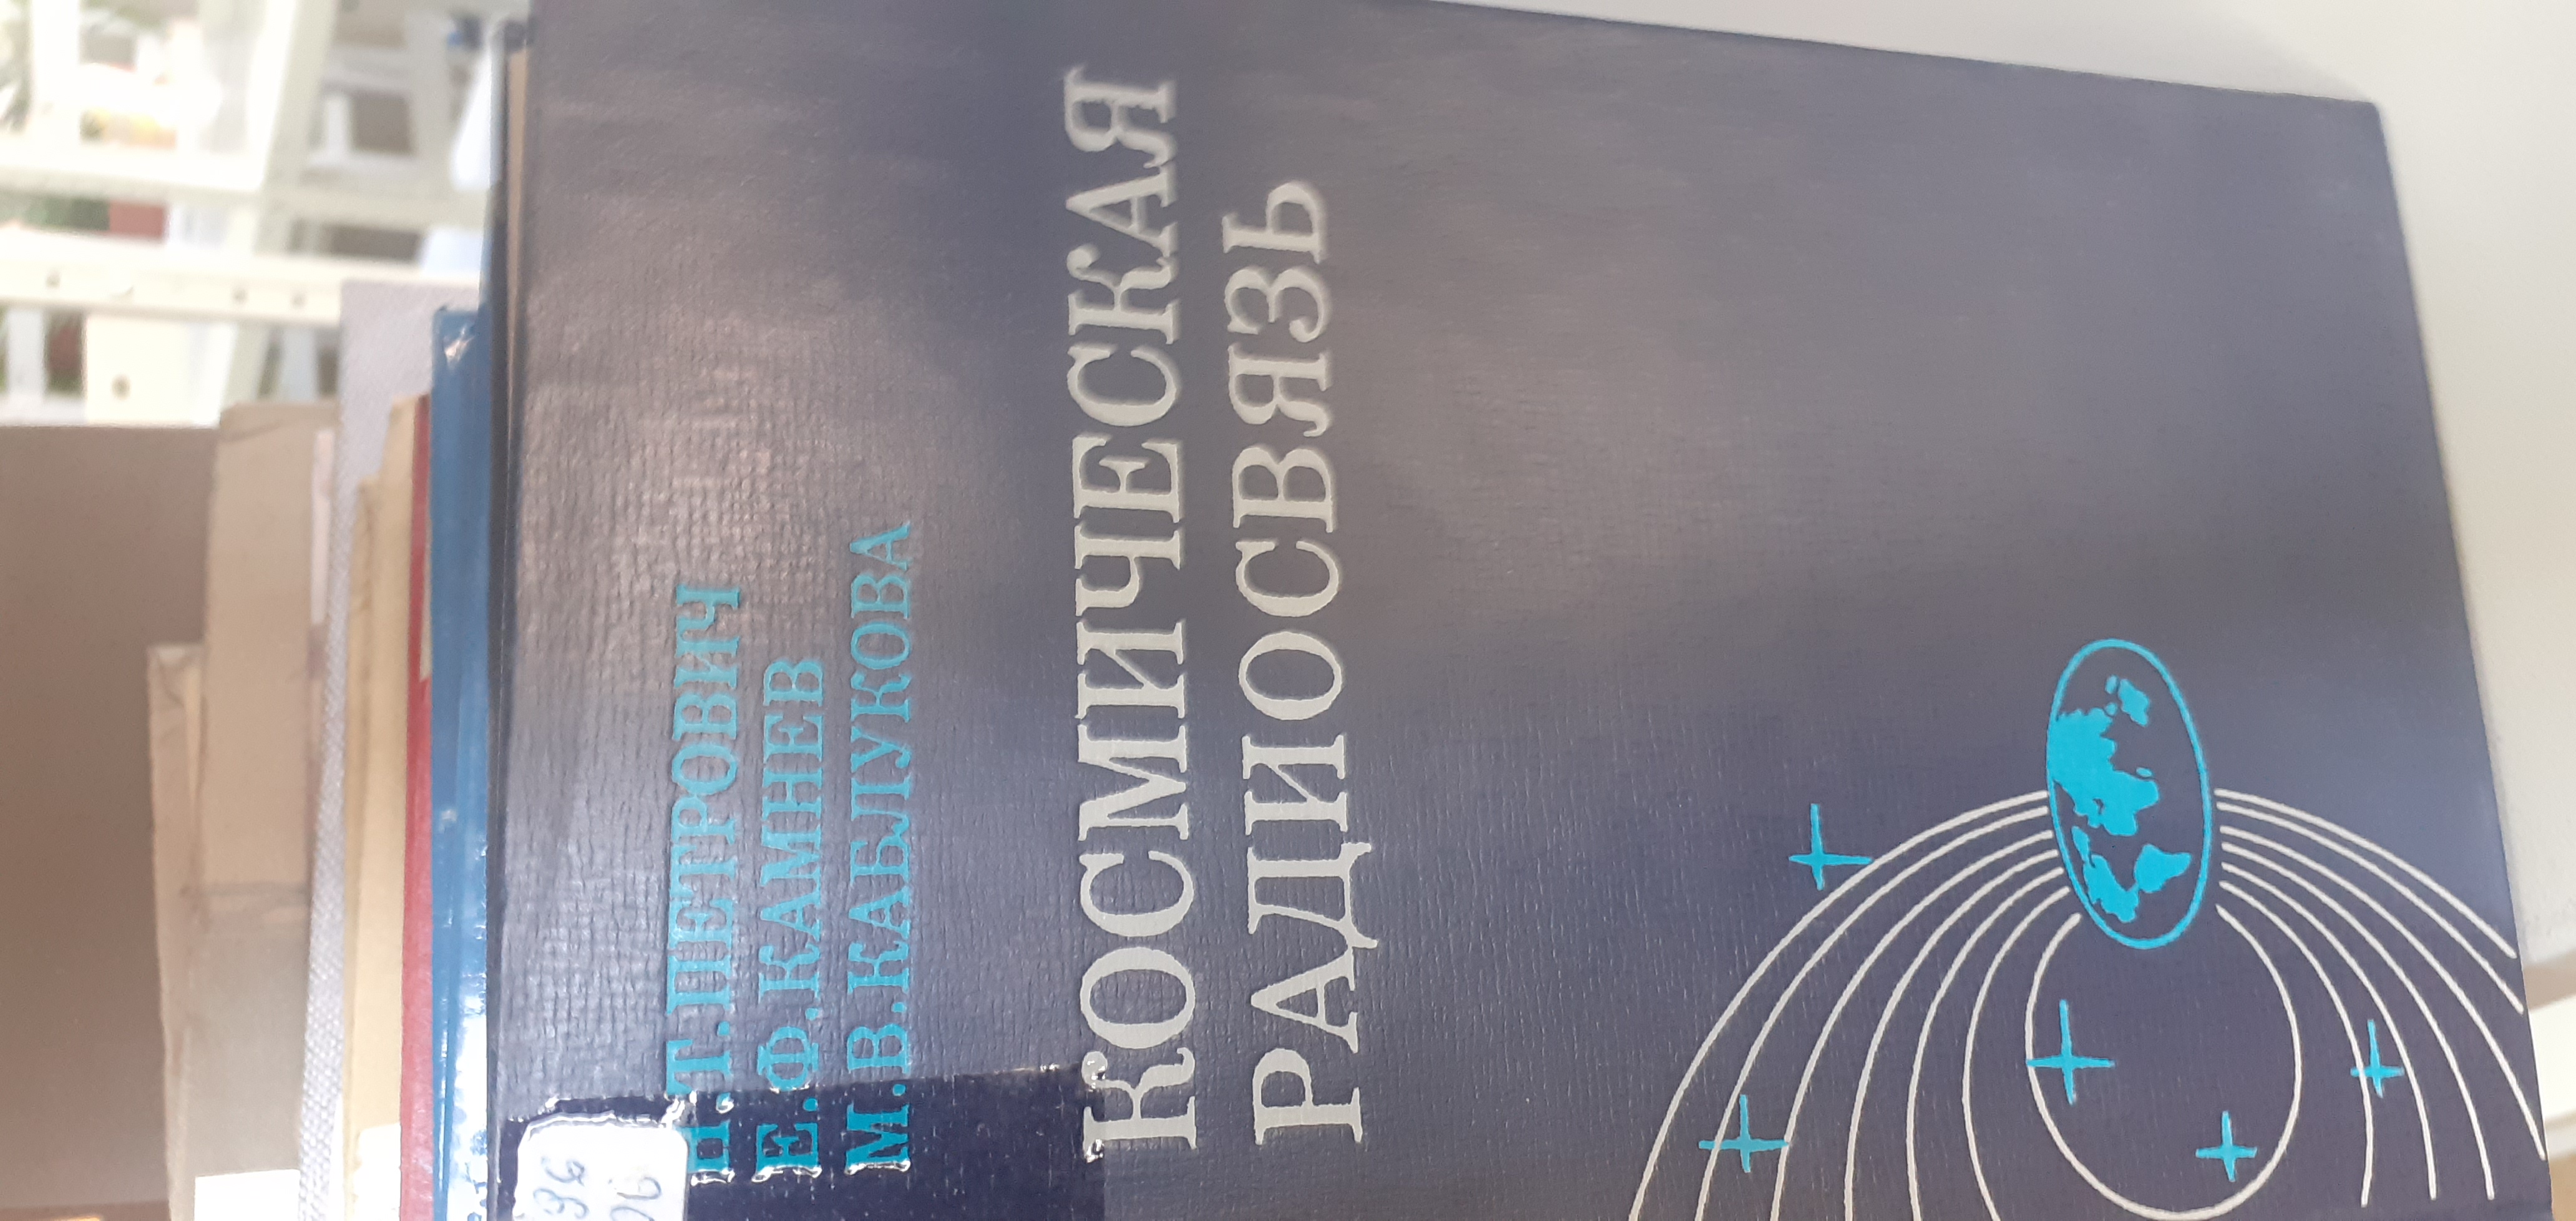 Н.Т.ПЕТРОВИЧ
Е.Ф.КАМНЕВ
М.В.КАБЛУКОВА
КОСМИЧЕСКАЯ
РАДИОСВЯЗЬ